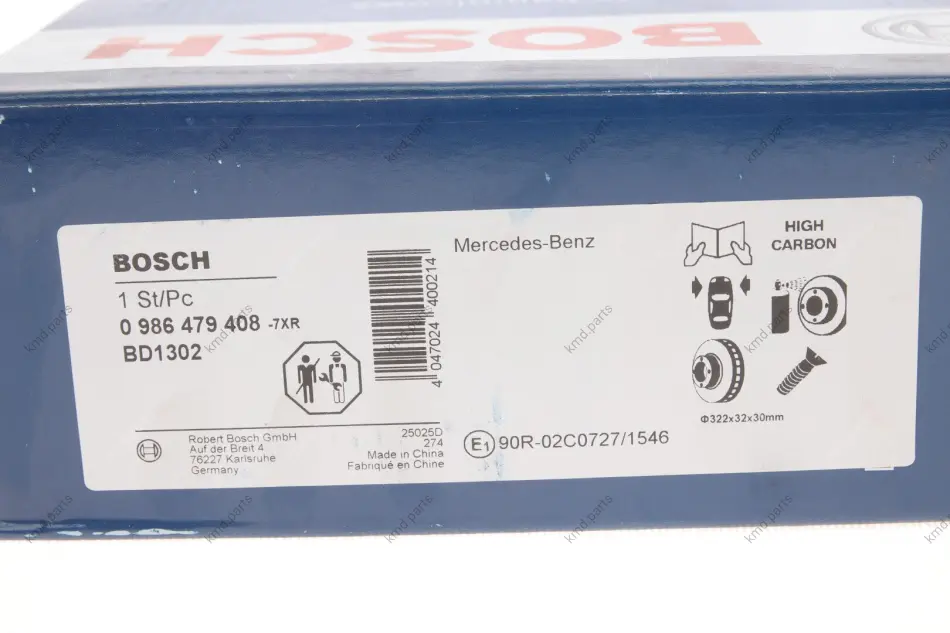 BOSCH
BOSCH
1 St/Pc
0 986 479 408 -7XR
BD1302
4 047024 400214
Mercedes-Benz
HIGH
CARBON
Φ322x32x30mm
Robert Bosch GmbH
Auf der Breit 4
76227 Karlsruhe
Germany
25025D
274
Made in China
Fabriqué en Chine
E1 90R-02C0727/1546
kmd.parts